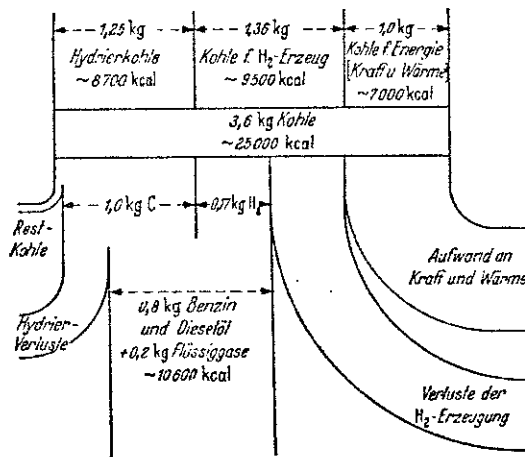 1,25 kg
1,36 kg
1,0 kg
Hydrierkohle
~8700 kcal
Kohle f. H₂-Erzeug
~9500 kcal
Kohle f. Energie
[Kraft u Wärme]
~7000 kcal
3,6 kg Kohle
~25000 kcal
1,0 kg C
0,17 kg H₂
Rest-
Kohle
Hydrier-
Verluste
0,8 kg Benzin
und Dieselöl
+0,2 kg Flüssiggase
~10600 kcal
Aufwand an
Kraft und Wärme
Verluste der
H₂-Erzeugung